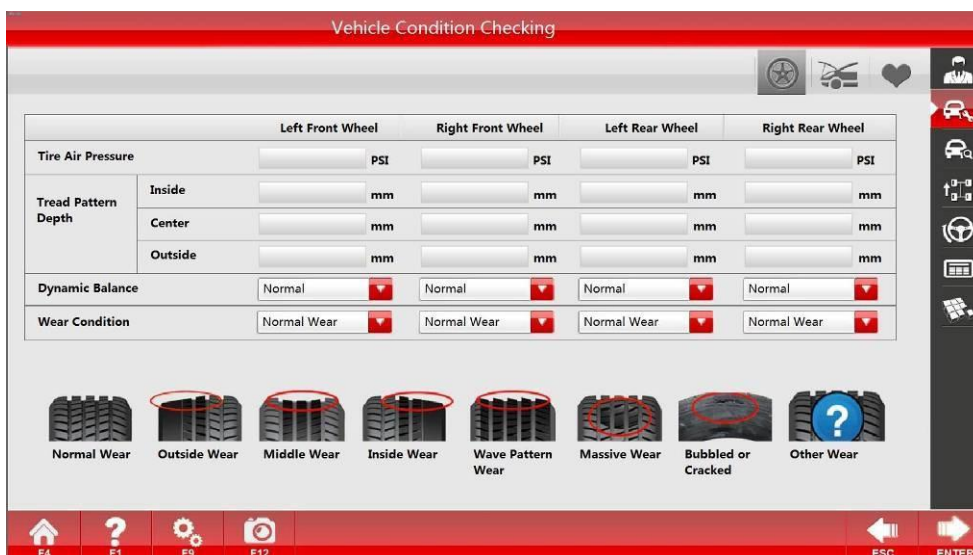 Vehicle Condition Checking
Left Front Wheel Right Front Wheel Left Rear Wheel Right Rear Wheel
Tire Air Pressure PSI PSI PSI PSI
Tread Pattern Depth
Inside mm mm mm mm
Center mm mm mm mm
Outside mm mm mm mm
Dynamic Balance Normal Normal Normal Normal
Wear Condition Normal Wear Normal Wear Normal Wear Normal Wear
?
Normal Wear Outside Wear Middle Wear Inside Wear Wave Pattern Massive Wear Bubbled or Other Wear
Wear Cracked
?
F4 F1 F9 F12 ESC ENTER